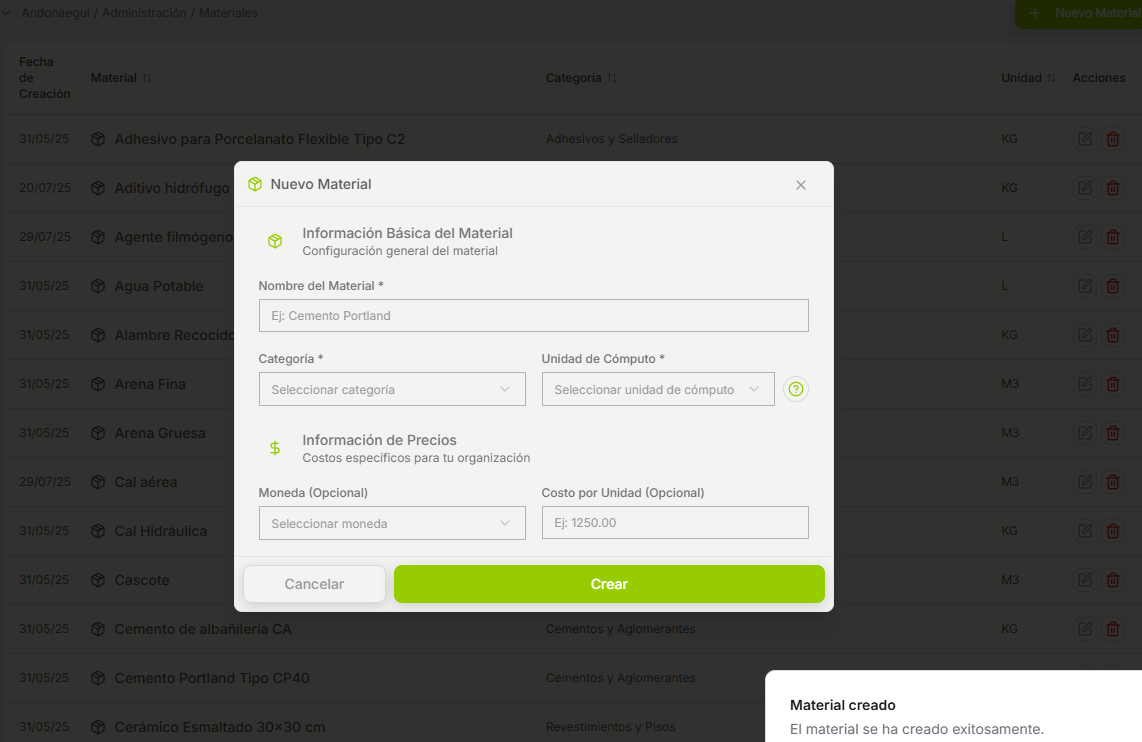 Andonaegui / Administración / Materiales
+ Nuevo Material
Fecha de Creación Material Categoría Unidad Acciones
31/05/25 Adhesivo para Porcelanato Flexible Tipo C2 Adhesivos y Selladores KG
20/07/25 Aditivo hidrófugo KG
29/07/25 Agente filmógeno L
31/05/25 Agua Potable L
31/05/25 Alambre Recocido KG
31/05/25 Arena Fina M3
31/05/25 Arena Gruesa M3
29/07/25 Cal aérea M3
31/05/25 Cal Hidráulica KG
31/05/25 Cascote M3
31/05/25 Cemento de albañilería CA Cementos y Aglomerantes KG
31/05/25 Cemento Portland Tipo CP40 Cementos y Aglomerantes
31/05/25 Cerámico Esmaltado 30×30 cm Revestimientos y Pisos
Nuevo Material
Información Básica del Material
Configuración general del material
Nombre del Material *
Ej: Cemento Portland
Categoría * Unidad de Cómputo *
Seleccionar categoría Seleccionar unidad de cómputo
Información de Precios
Costos específicos para tu organización
Moneda (Opcional) Costo por Unidad (Opcional)
Seleccionar moneda Ej: 1250.00
Cancelar Crear
Material creado
El material se ha creado exitosamente.